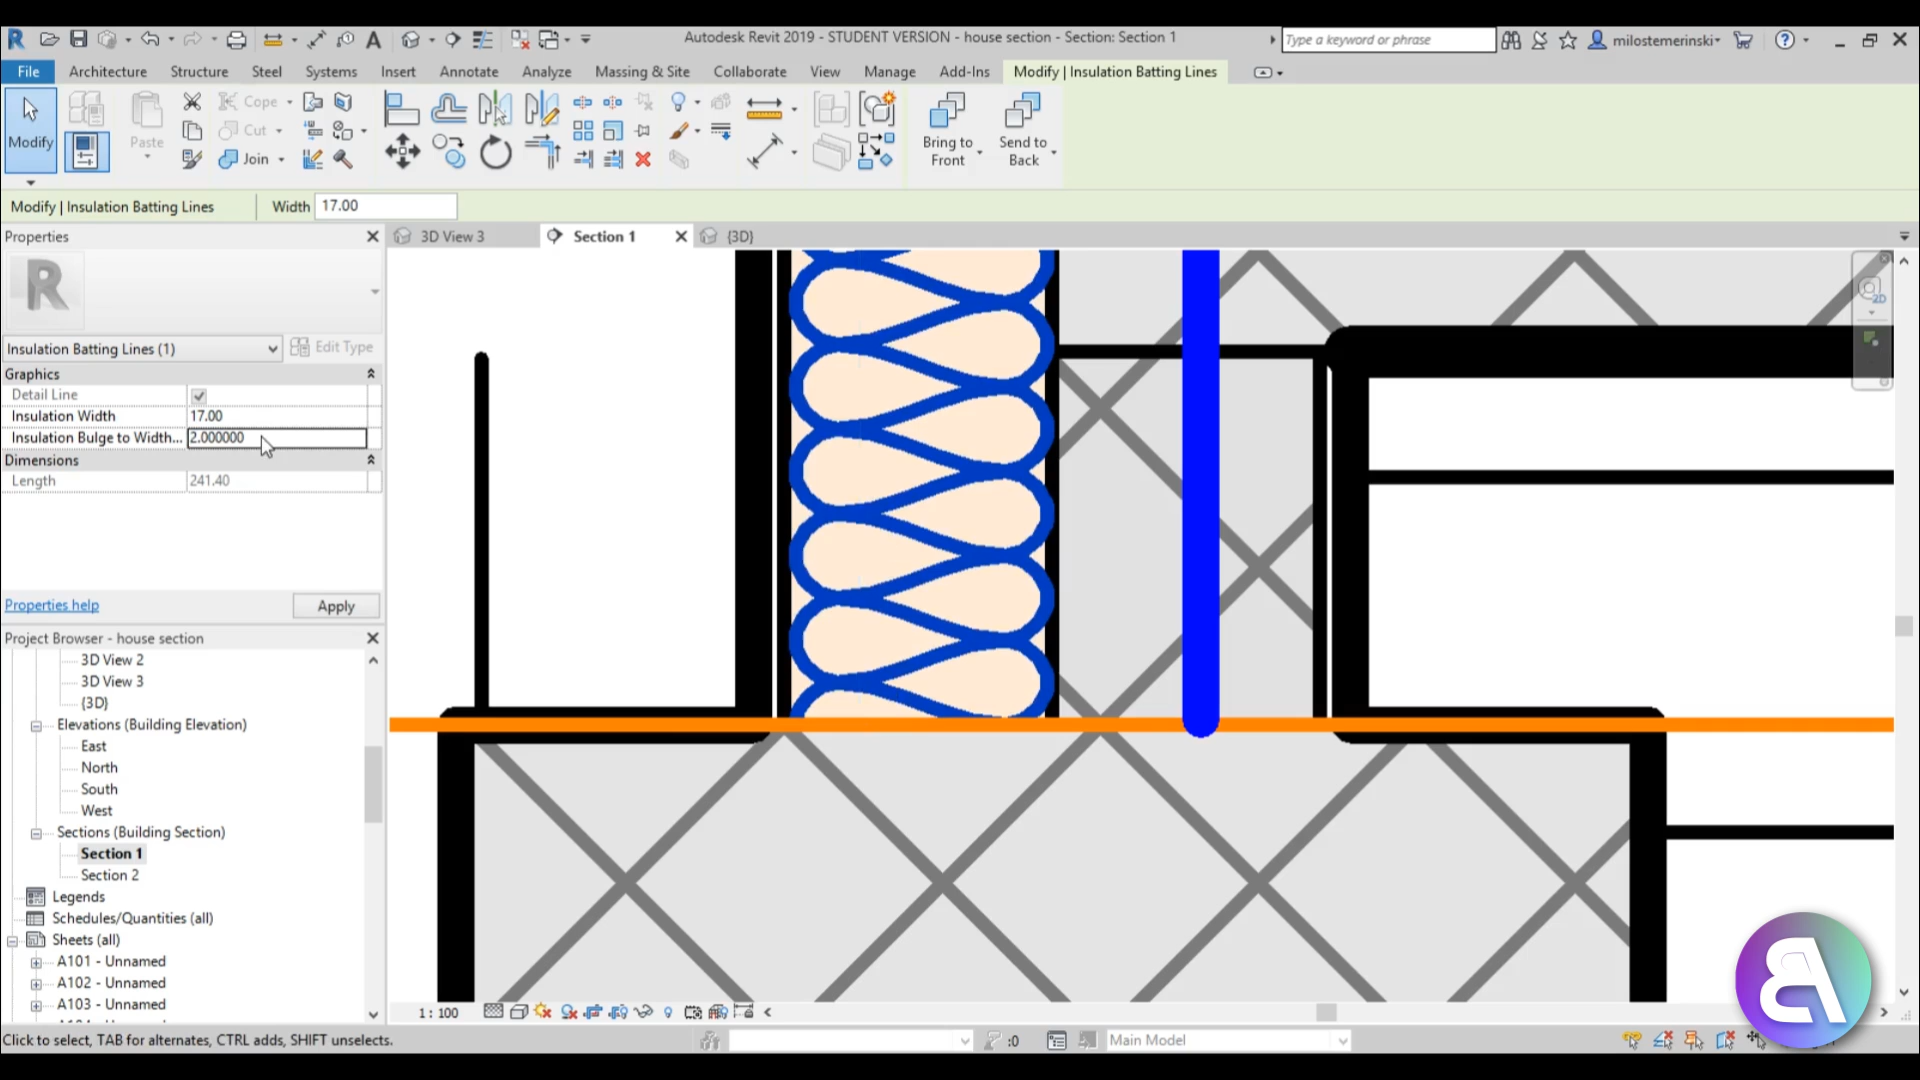 Autodesk Revit 2019 - STUDENT VERSION - house section - Section: Section 1
Type a keyword or phrase
milostemerinski
File Architecture Structure Steel Systems Insert Annotate Analyze Massing & Site Collaborate View Manage Add-Ins Modify | Insulation Batting Lines
Modify
Paste
Cope
Cut
Join
Bring to Front
Send to Back
Modify | Insulation Batting Lines Width 17.00
Properties
3D View 3 Section 1 {3D}
Insulation Batting Lines (1) Edit Type
Graphics
Detail Line
Insulation Width 17.00
Insulation Bulge to Width... 2.000000
Dimensions
Length 241.40
Properties help Apply
Project Browser - house section
3D View 2
3D View 3
{3D}
Elevations (Building Elevation)
East
North
South
West
Sections (Building Section)
Section 1
Section 2
Legends
Schedules/Quantities (all)
Sheets (all)
A101 - Unnamed
A102 - Unnamed
A103 - Unnamed
1 : 100
Click to select, TAB for alternates, CTRL adds, SHIFT unselects.
:0
Main Model